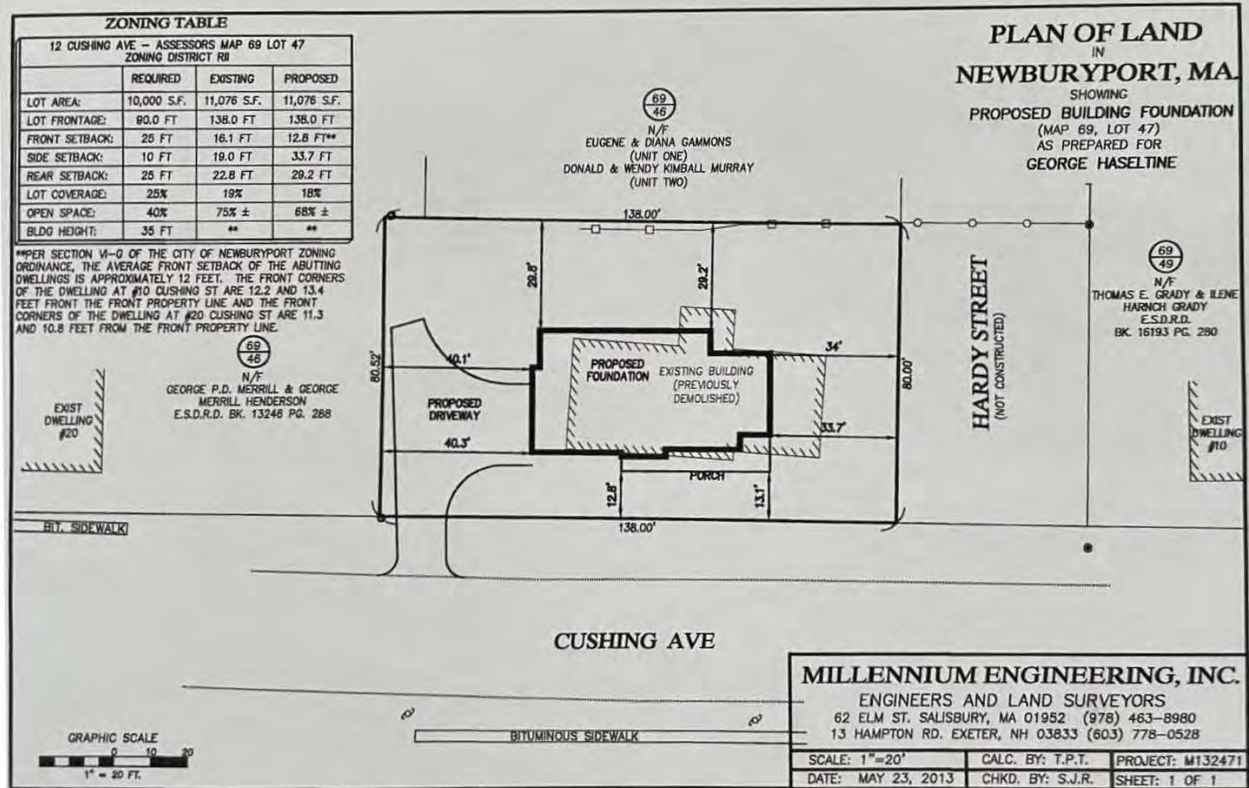 ZONING TABLE
12 CUSHING AVE - ASSESSORS MAP 69 LOT 47
ZONING DISTRICT RII
REQUIRED EXISTING PROPOSED
LOT AREA: 10,000 S.F. 11,076 S.F. 11,076 S.F.
LOT FRONTAGE: 90.0 FT 138.0 FT 138.0 FT
FRONT SETBACK: 25 FT 16.1 FT 12.8 FT**
SIDE SETBACK: 10 FT 19.0 FT 33.7 FT
REAR SETBACK: 25 FT 22.8 FT 29.2 FT
LOT COVERAGE: 25% 19% 18%
OPEN SPACE: 40% 75% ± 68% ±
BLDG HEIGHT: 35 FT ** **
**PER SECTION VI-G OF THE CITY OF NEWBURYPORT ZONING
ORDINANCE, THE AVERAGE FRONT SETBACK OF THE ABUTTING
DWELLINGS IS APPROXIMATELY 12 FEET. THE FRONT CORNERS
OF THE DWELLING AT #10 CUSHING ST ARE 12.2 AND 13.4
FEET FRONT THE FRONT PROPERTY LINE AND THE FRONT
CORNERS OF THE DWELLING AT #20 CUSHING ST ARE 11.3
AND 10.8 FEET FROM THE FRONT PROPERTY LINE.
PLAN OF LAND
IN
NEWBURYPORT, MA.
SHOWING
PROPOSED BUILDING FOUNDATION
(MAP 69, LOT 47)
AS PREPARED FOR
GEORGE HASELTINE
69
46
N/F
EUGENE & DIANA GAMMONS
(UNIT ONE)
DONALD & WENDY KIMBALL MURRAY
(UNIT TWO)
138.00'
29.8'
29.2'
69
46
N/F
GEORGE P.D. MERRILL & GEORGE
MERRILL HENDERSON
E.S.D.R.D. BK. 13246 PG. 288
EXIST
DWELLING
#20
80.52'
40.1'
PROPOSED
DRIVEWAY
40.3'
PROPOSED
FOUNDATION
EXISTING BUILDING
(PREVIOUSLY
DEMOLISHED)
34'
33.7'
80.00'
PORCH
12.8'
13.1'
138.00'
HARDY STREET
(NOT CONSTRUCTED)
69
49
N/F
THOMAS E. GRADY & ILENE
HARNCH GRADY
E.S.D.R.D.
BK. 16193 PG. 280
EXIST
DWELLING
#10
BIT. SIDEWALK
CUSHING AVE
BITUMINOUS SIDEWALK
GRAPHIC SCALE
0 10 20
1" = 20 FT.
MILLENNIUM ENGINEERING, INC.
ENGINEERS AND LAND SURVEYORS
62 ELM ST. SALISBURY, MA 01952 (978) 463-8980
13 HAMPTON RD. EXETER, NH 03833 (603) 778-0528
SCALE: 1"=20' CALC. BY: T.P.T. PROJECT: M132471
DATE: MAY 23, 2013 CHKD. BY: S.J.R. SHEET: 1 OF 1